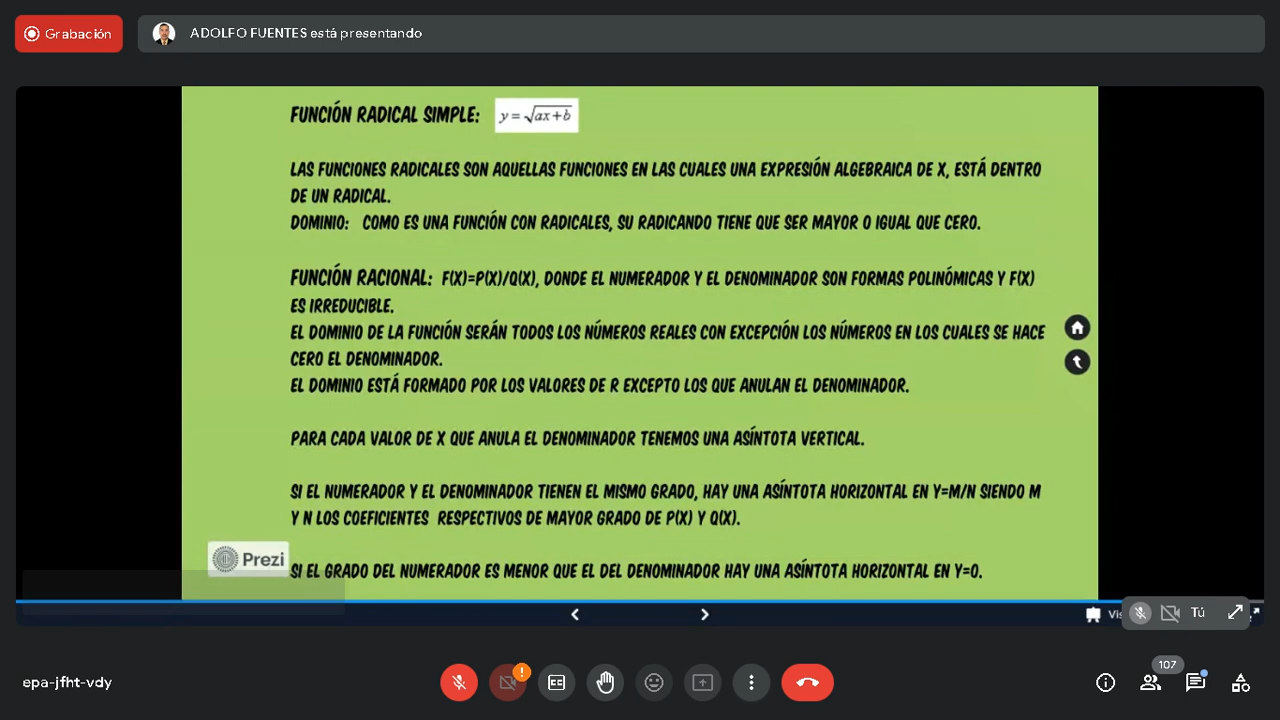 Grabación
ADOLFO FUENTES está presentando
FUNCIÓN RADICAL SIMPLE: y = √ax+b
LAS FUNCIONES RADICALES SON AQUELLAS FUNCIONES EN LAS CUALES UNA EXPRESIÓN ALGEBRAICA DE X, ESTÁ DENTRO
DE UN RADICAL.
DOMINIO: COMO ES UNA FUNCIÓN CON RADICALES, SU RADICANDO TIENE QUE SER MAYOR O IGUAL QUE CERO.
FUNCIÓN RACIONAL: F(X)=P(X)/Q(X), DONDE EL NUMERADOR Y EL DENOMINADOR SON FORMAS POLINÓMICAS Y F(X)
ES IRREDUCIBLE.
EL DOMINIO DE LA FUNCIÓN SERÁN TODOS LOS NÚMEROS REALES CON EXCEPCIÓN LOS NÚMEROS EN LOS CUALES SE HACE
CERO EL DENOMINADOR.
EL DOMINIO ESTÁ FORMADO POR LOS VALORES DE R EXCEPTO LOS QUE ANULAN EL DENOMINADOR.
PARA CADA VALOR DE X QUE ANULA EL DENOMINADOR TENEMOS UNA ASÍNTOTA VERTICAL.
SI EL NUMERADOR Y EL DENOMINADOR TIENEN EL MISMO GRADO, HAY UNA ASÍNTOTA HORIZONTAL EN Y=M/N SIENDO M
Y N LOS COEFICIENTES RESPECTIVOS DE MAYOR GRADO DE P(X) Y Q(X).
Prezi
SI EL GRADO DEL NUMERADOR ES MENOR QUE EL DEL DENOMINADOR HAY UNA ASÍNTOTA HORIZONTAL EN Y=0.
Tú
107
epa-jfht-vdy